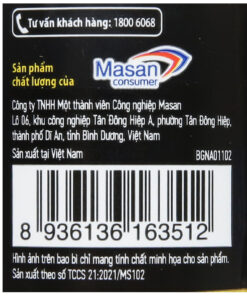 Tư vấn khách hàng: 1800 6068
Sản phẩm
chất lượng của
Masan
consumer
Công ty TNHH Một thành viên Công nghiệp Masan
Lô 06, khu công nghiệp Tân Đông Hiệp A, phường Tân Đông Hiệp,
thành phố Dĩ An, tỉnh Bình Dương, Việt Nam
Sản xuất tại Việt Nam BGNA01102
8 936136 163512
Hình ảnh trên bao bì chỉ mang tính chất minh họa cho sản phẩm.
Sản xuất theo số TCCS 21:2021/MS102